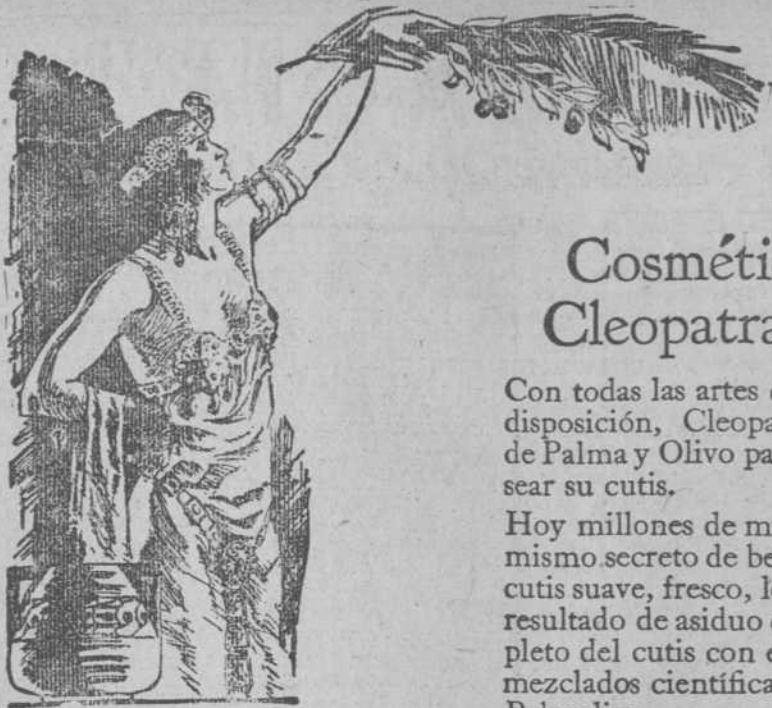 Cosméti
Cleopatra
Con todas las artes
disposición, Cleopa
de Palma y Olivo pa
sear su cutis.
Hoy millones de m
mismo secreto de be
cutis suave, fresco, l
resultado de asiduo
pleto del cutis con e
mezclados científica